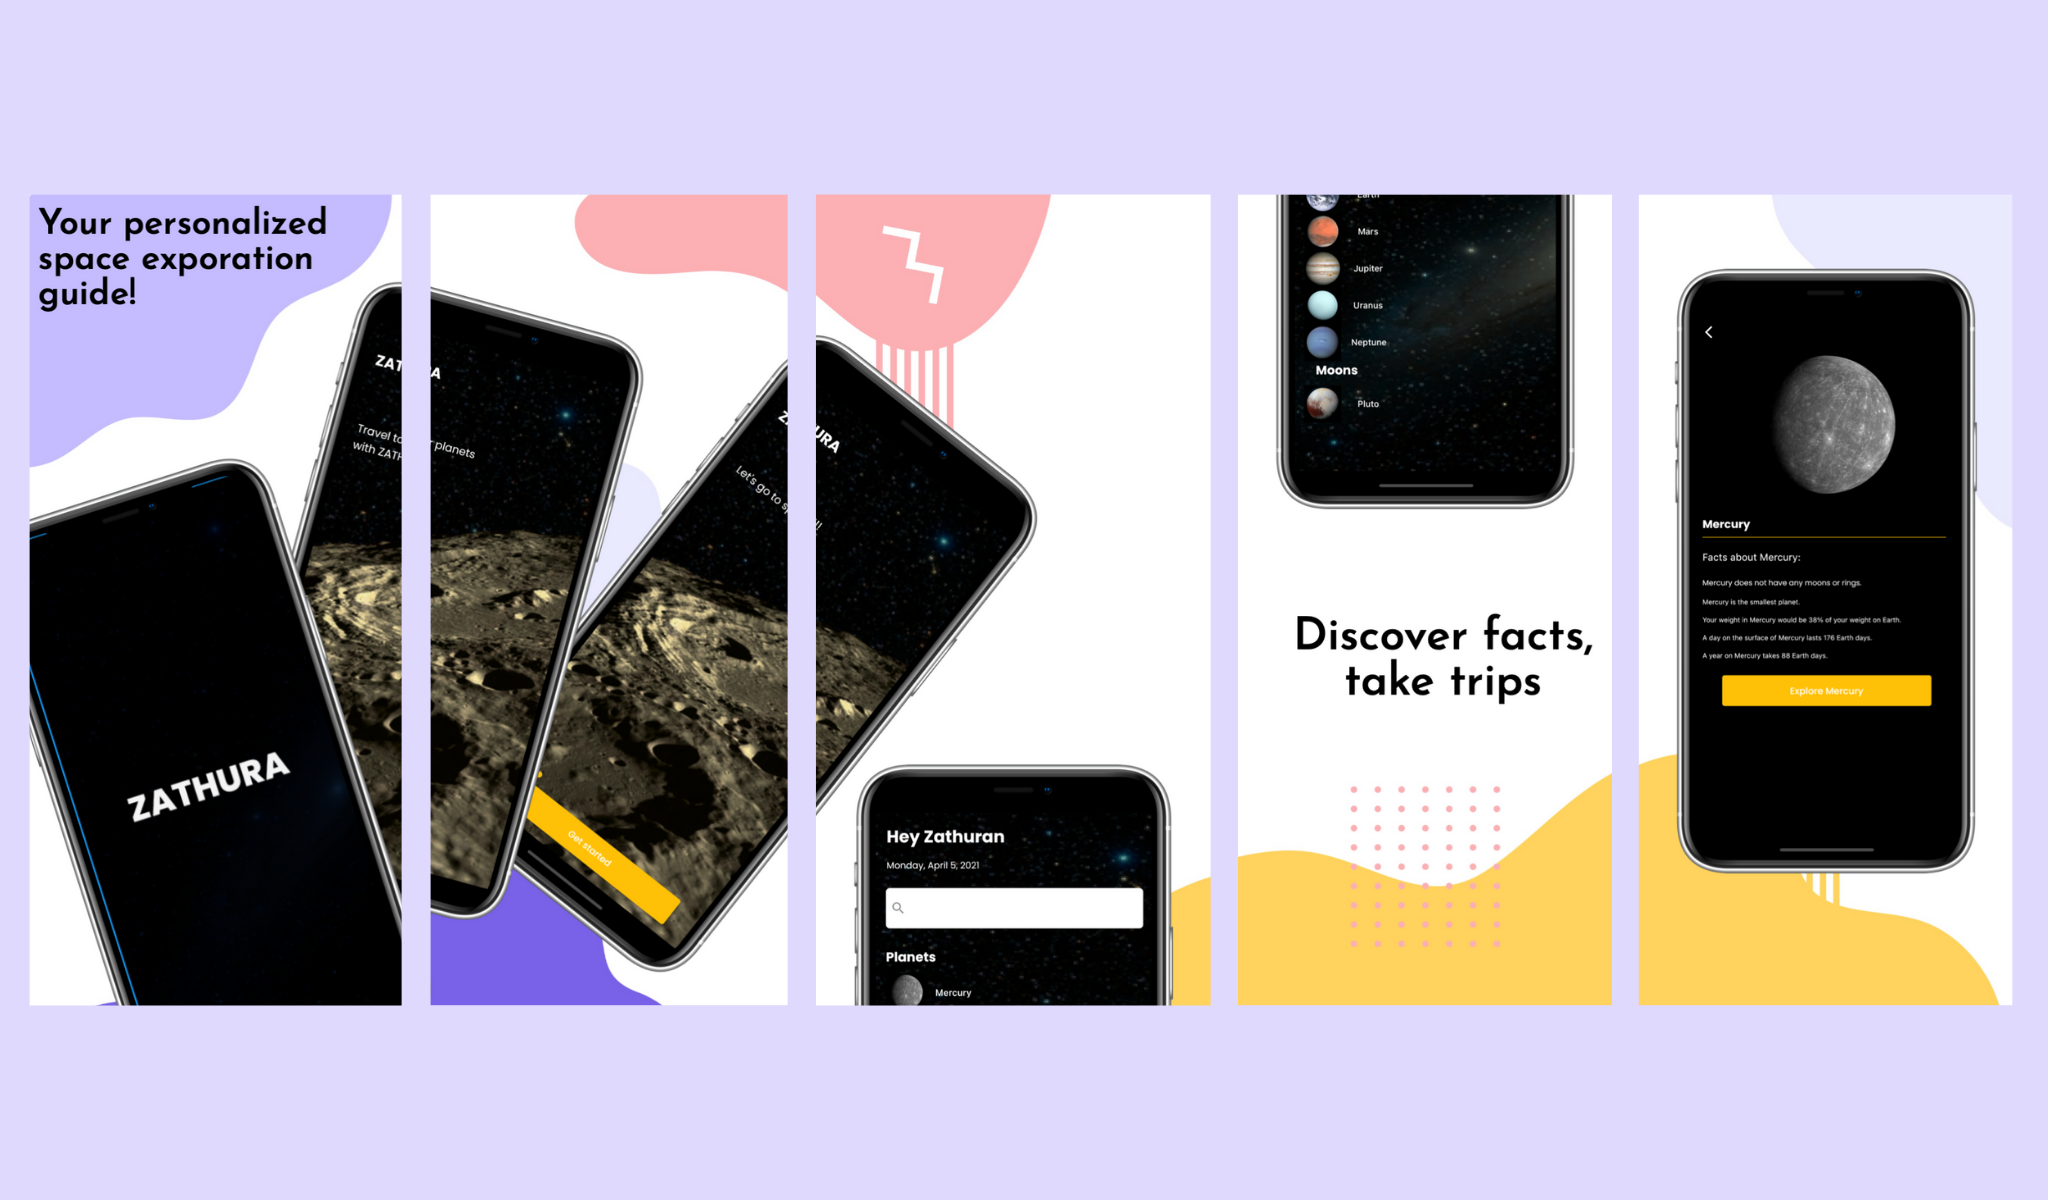 Your personalized
space exporation
guide!
ZATHURA
ZAT
Travel to
with ZATH
A
r planets
Z
Let's go to sp
Get started
URA
!!
Hey Zathuran
Monday, April 5, 2021
Planets
Mercury
Earth
Mars
Jupiter
Uranus
Neptune
Moons
Pluto
Discover facts,
take trips
Mercury
Facts about Mercury:
Mercury does not have any moons or rings.
Mercury is the smallest planet.
Your weight in Mercury would be 38% of your weight on Earth.
A day on the surface of Mercury lasts 176 Earth days.
A year on Mercury takes 88 Earth days.
Explore Mercury